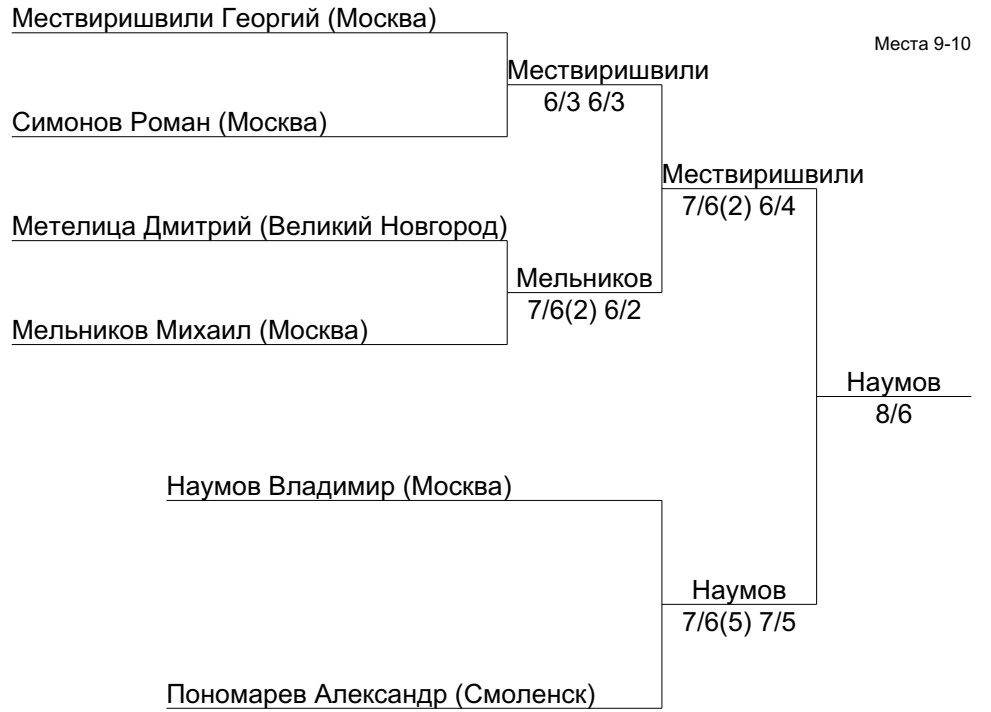 Мествиришвили Георгий (Москва)
Места 9-10
Мествиришвили
6/3 6/3
Симонов Роман (Москва)
Мествиришвили
7/6(2) 6/4
Метелица Дмитрий (Великий Новгород)
Мельников
7/6(2) 6/2
Мельников Михаил (Москва)
Наумов
8/6
Наумов Владимир (Москва)
Наумов
7/6(5) 7/5
Пономарев Александр (Смоленск)